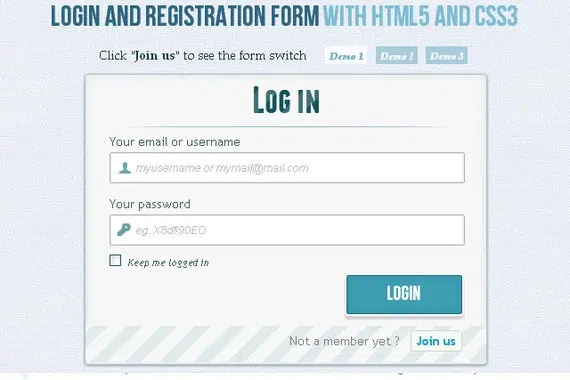 LOGIN AND REGISTRATION FORM WITH HTML5 AND CSS3
Click "Join us" to see the form switch Demo 1 Demo 2 Demo 3
LOG IN
Your email or username
myusername or mymail@mail.com
Your password
eg. X8df!90EO
Keep me logged in
LOGIN
Not a member yet ? Join us